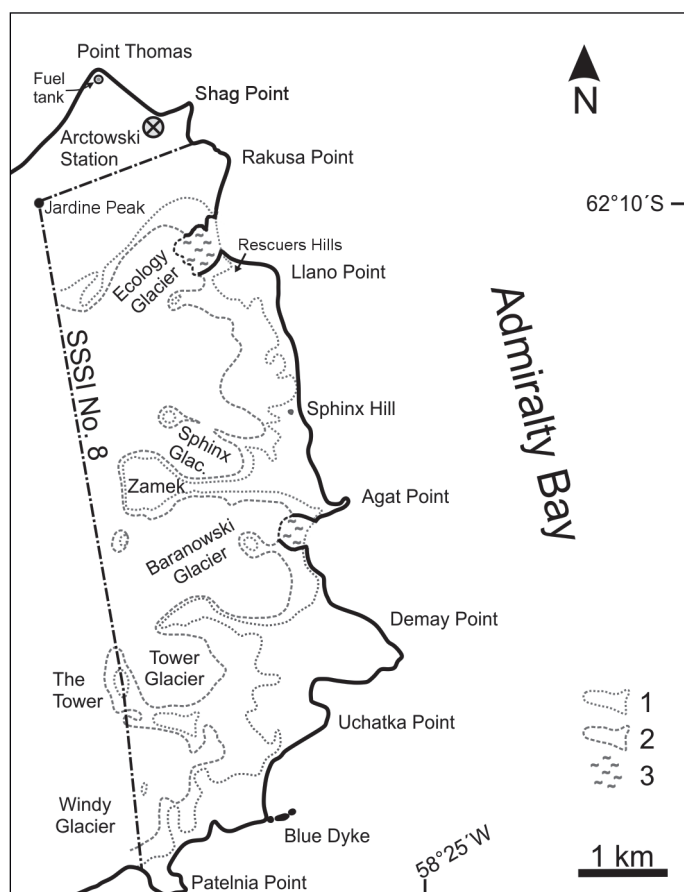 Point Thomas
Fuel
tank
Shag Point
N
Arctowski
Station
Rakusa Point
Jardine Peak
62°10´S
Rescuers Hills
Ecology
Glacier
Llano Point
Admiralty Bay
SSSI No. 8
Sphinx Hill
Sphinx
Glac.
Zamek
Agat Point
Baranowski
Glacier
Demay Point
Tower
Glacier
The
Tower
1
Uchatka Point
2
3
Windy
Glacier
Blue Dyke
58°25´W
1 km
Patelnia Point